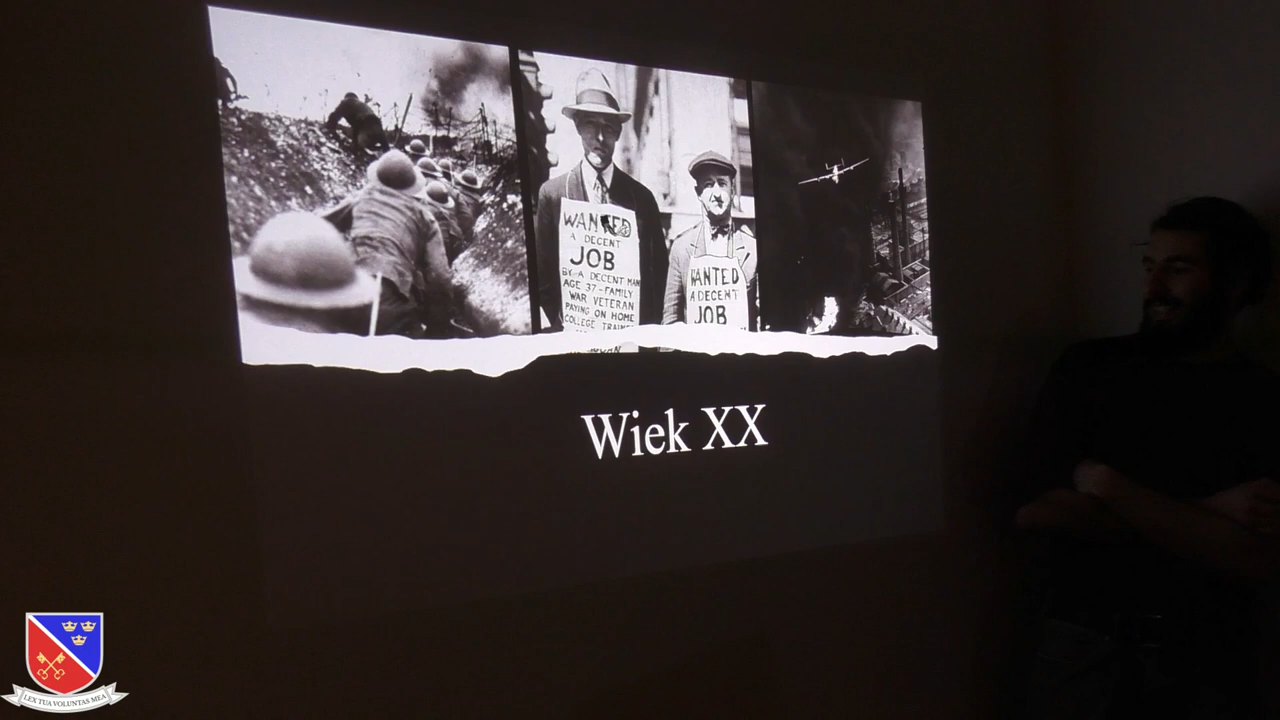 WANTED
A DECENT
JOB
BY A DECENT MAN
AGE 37-FAMILY
WAR VETERAN
PAYING ON HOME
COLLEGE
WANTED
A DECENT
JOB
Wiek XX
LEX TUA VOLUNTAS MEA